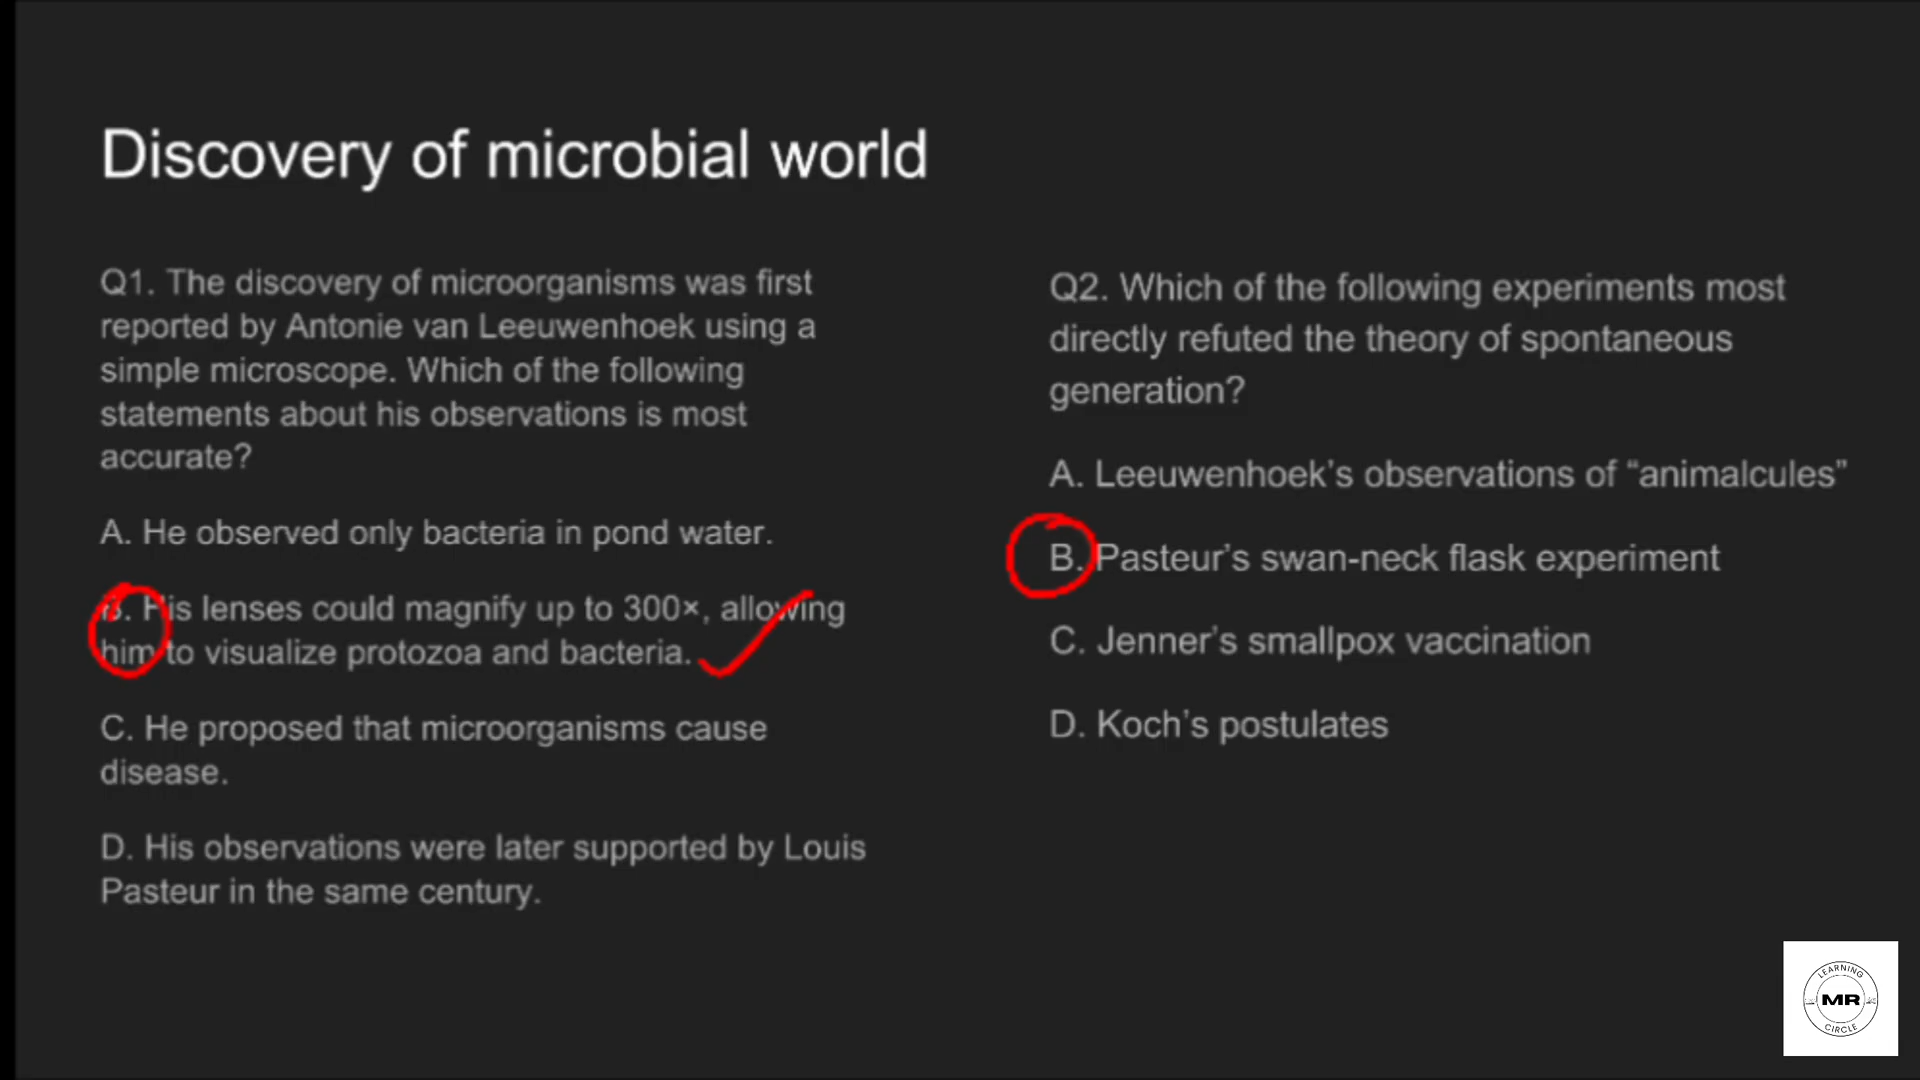 Discovery of microbial world
Q1. The discovery of microorganisms was first
reported by Antonie van Leeuwenhoek using a
simple microscope. Which of the following
statements about his observations is most
accurate?
A. He observed only bacteria in pond water.
B. His lenses could magnify up to 300×, allowing
him to visualize protozoa and bacteria.
C. He proposed that microorganisms cause
disease.
D. His observations were later supported by Louis
Pasteur in the same century.
Q2. Which of the following experiments most
directly refuted the theory of spontaneous
generation?
A. Leeuwenhoek’s observations of “animalcules”
B. Pasteur’s swan-neck flask experiment
C. Jenner’s smallpox vaccination
D. Koch’s postulates
LEARNING
MR
CIRCLE